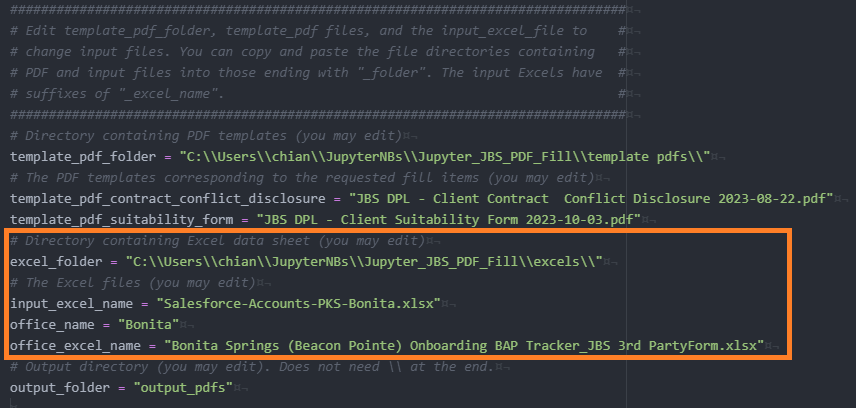 ################################################################################
# Edit template_pdf_folder, template_pdf files, and the input_excel_file to    #
# change input files. You can copy and paste the file directories containing   #
# PDF and input files into those ending with "_folder". The input Excels have  #
# suffixes of "_excel_name".                                                   #
################################################################################
# Directory containing PDF templates (you may edit)
template_pdf_folder = "C:\\Users\\chian\\JupyterNBs\\Jupyter_JBS_PDF_Fill\\template pdfs\\"
# The PDF templates corresponding to the requested fill items (you may edit)
template_pdf_contract_conflict_disclosure = "JBS DPL - Client Contract  Conflict Disclosure 2023-08-22.pdf"
template_pdf_suitability_form = "JBS DPL - Client Suitability Form 2023-10-03.pdf"
# Directory containing Excel data sheet (you may edit)
excel_folder = "C:\\Users\\chian\\JupyterNBs\\Jupyter_JBS_PDF_Fill\\excels\\"
# The Excel files (you may edit)
input_excel_name = "Salesforce-Accounts-PKS-Bonita.xlsx"
office_name = "Bonita"
office_excel_name = "Bonita Springs (Beacon Pointe) Onboarding BAP Tracker_JBS 3rd PartyForm.xlsx"
# Output directory (you may edit). Does not need \\ at the end.
output_folder = "output_pdfs"